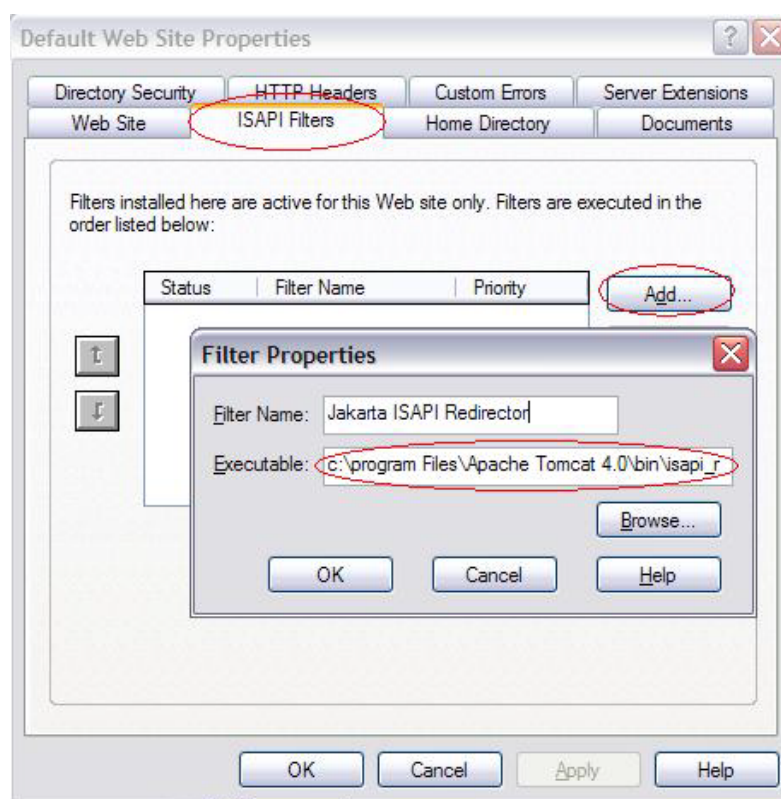 Default Web Site Properties
Directory Security HTTP Headers Custom Errors Server Extensions
Web Site ISAPI Filters Home Directory Documents
Filters installed here are active for this Web site only. Filters are executed in the
order listed below:
Status Filter Name Priority
Add...
Filter Properties
Filter Name: Jakarta ISAPI Redirector
Executable: c:\program Files\Apache Tomcat 4.0\bin\isapi_r
Browse...
OK Cancel Help
OK Cancel Apply Help